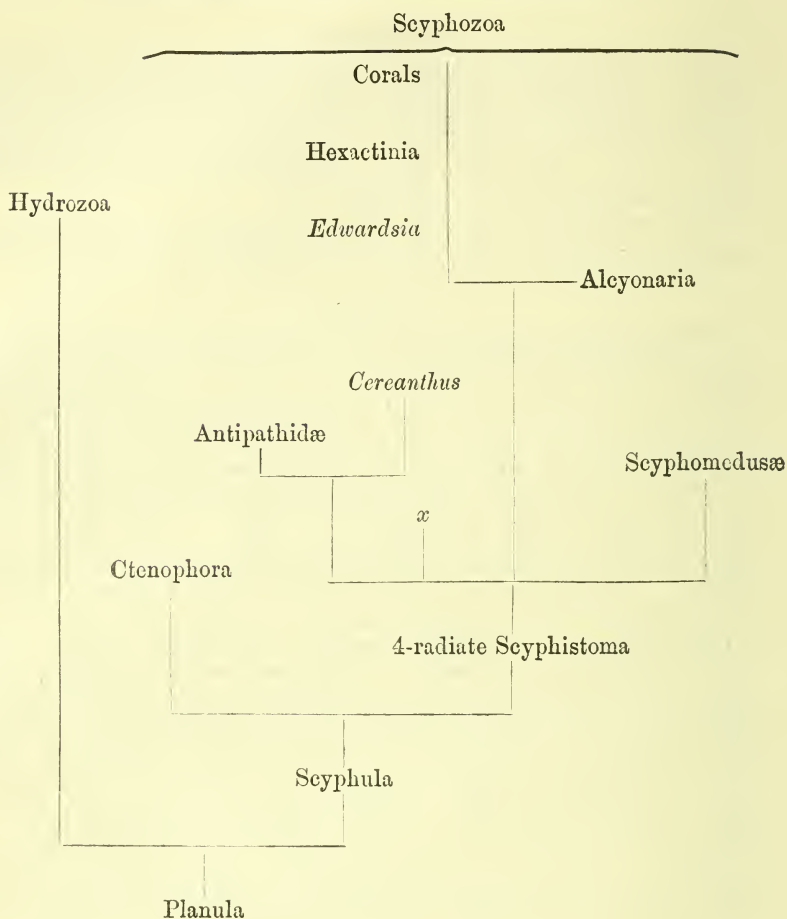 Scyphozoa
Corals
Hexactinia
Hydrozoa
Edwardsia
Alcyonaria
Cereanthus
Antipathidæ
Scyphomedusæ
x
Ctenophora
4-radiate Scyphistoma
Scyphula
Planula